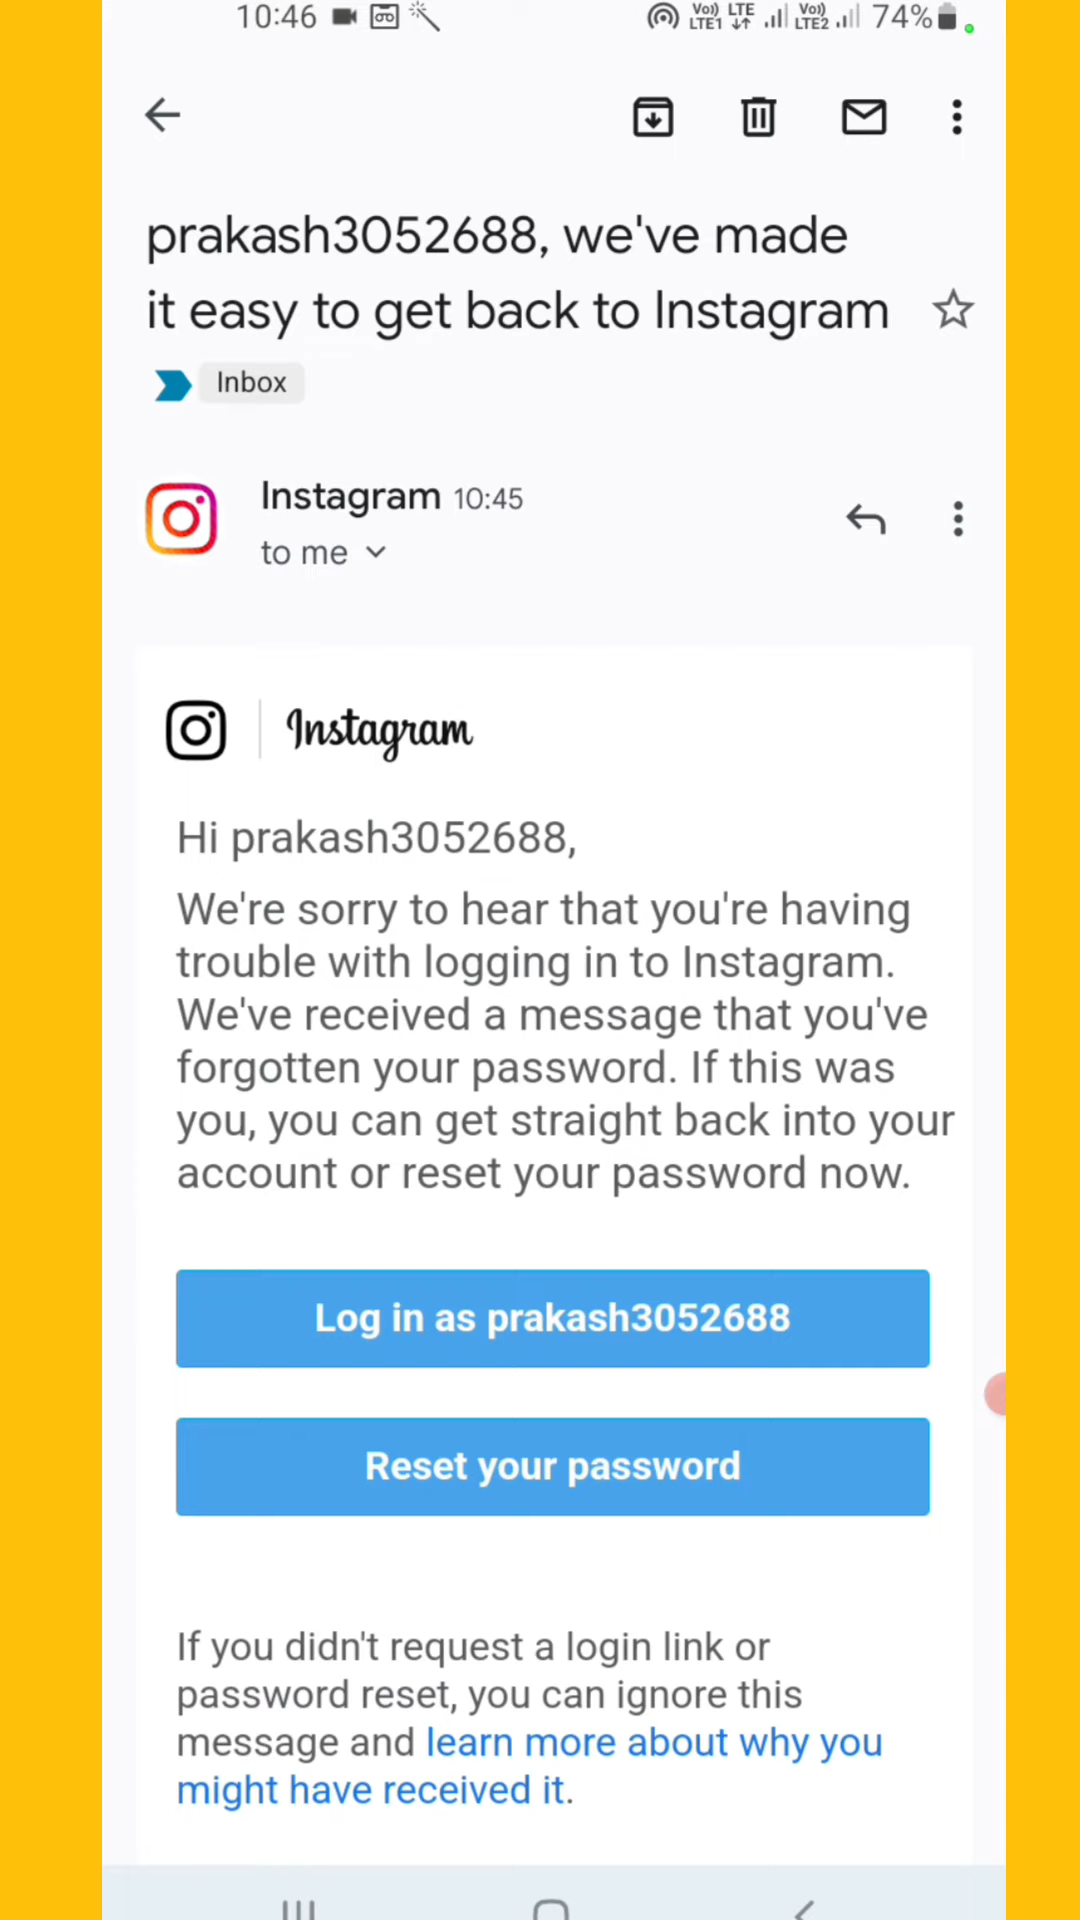 10:46
Vo)) LTE1 LTE Vo)) LTE2 74%
prakash3052688, we've made
it easy to get back to Instagram
Inbox
Instagram 10:45
to me
Instagram
Hi prakash3052688,
We're sorry to hear that you're having
trouble with logging in to Instagram.
We've received a message that you've
forgotten your password. If this was
you, you can get straight back into your
account or reset your password now.
Log in as prakash3052688
Reset your password
If you didn't request a login link or
password reset, you can ignore this
message and learn more about why you
might have received it.